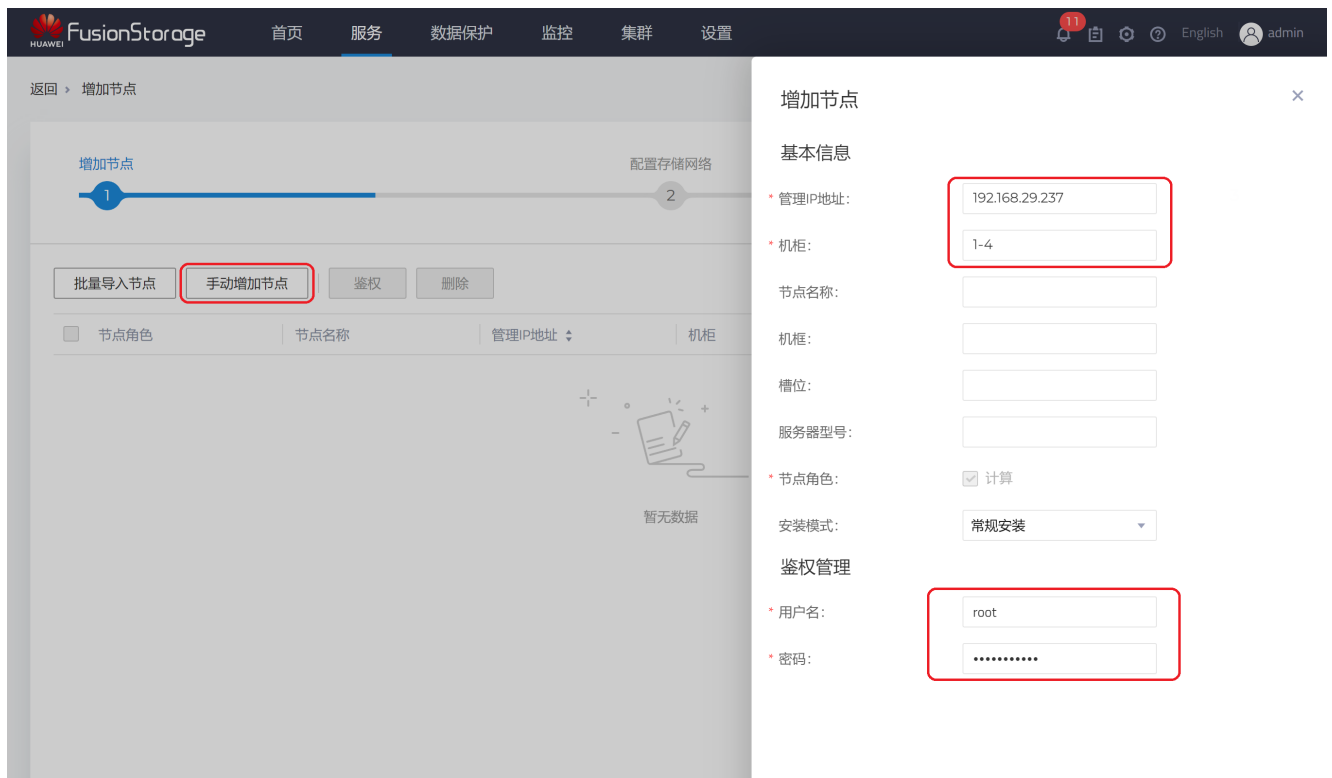 HUAWEI FusionStorage 首页 服务 数据保护 监控 集群 设置 11 English admin
返回 > 增加节点
增加节点 配置存储网络
1 2
批量导入节点 手动增加节点 鉴权 删除
节点角色 节点名称 管理IP地址 机柜
暂无数据
增加节点 ×
基本信息
* 管理IP地址: 192.168.29.237
* 机柜: 1-4
节点名称:
机框:
槽位:
服务器型号:
* 节点角色: 计算
安装模式: 常规安装
鉴权管理
* 用户名: root
* 密码: •••••••••••